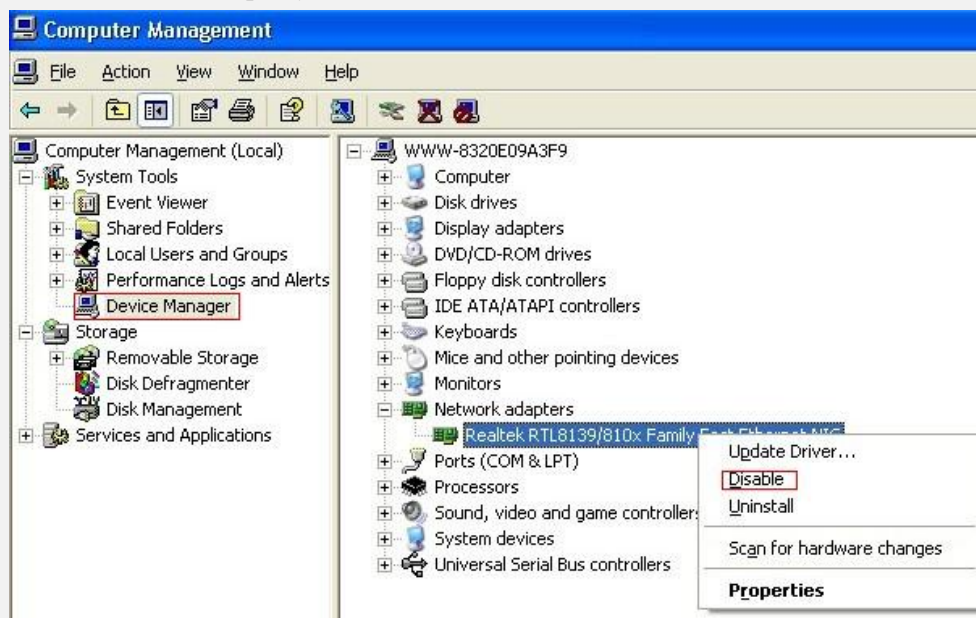 Computer Management
File Action View Window Help
Computer Management (Local)
System Tools
Event Viewer
Shared Folders
Local Users and Groups
Performance Logs and Alerts
Device Manager
Storage
Removable Storage
Disk Defragmenter
Disk Management
Services and Applications
WWW-8320E09A3F9
Computer
Disk drives
Display adapters
DVD/CD-ROM drives
Floppy disk controllers
IDE ATA/ATAPI controllers
Keyboards
Mice and other pointing devices
Monitors
Network adapters
Realtek RTL8139/810x Family Fast Ethernet NIC
Ports (COM & LPT)
Processors
Sound, video and game controllers
System devices
Universal Serial Bus controllers
Update Driver...
Disable
Uninstall
Scan for hardware changes
Properties